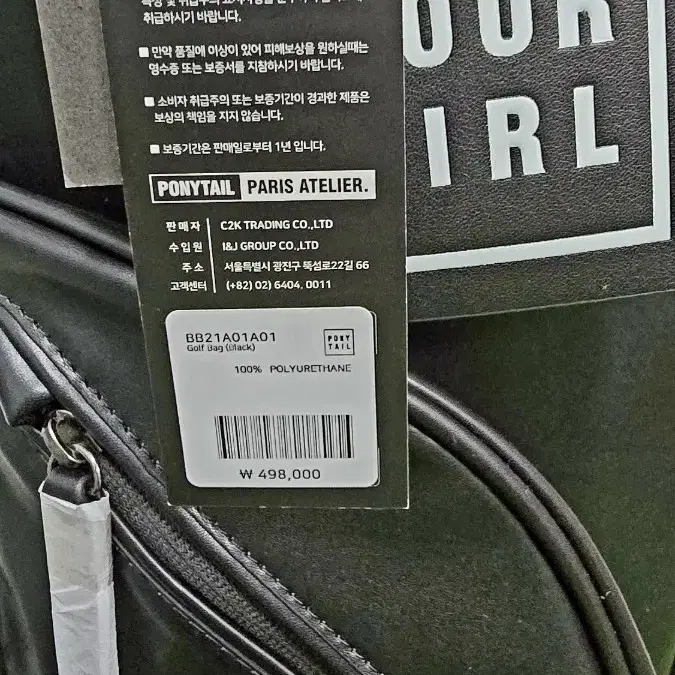 취급하시기 바랍니다.
■ 만약 품질에 이상이 있어 피해보상을 원하실때는
영수증 또는 보증서를 지참하시기 바랍니다.
■ 소비자 취급주의 또는 보증기간이 경과한 제품은
보상의 책임을 지지 않습니다.
■ 보증기간은 판매일로부터 1년 입니다.
PONYTAIL PARIS ATELIER.
판 매 자 C2K TRADING CO.,LTD
수 입 원 I&J GROUP CO.,LTD
주 소 서울특별시 광진구 뚝섬로22길 66
고객센터 (+82) 02) 6404. 0011
BB21A01A01
Golf Bag (Black)
PONY
TAIL
100% POLYURETHANE
₩ 498,000
OUR
IRL